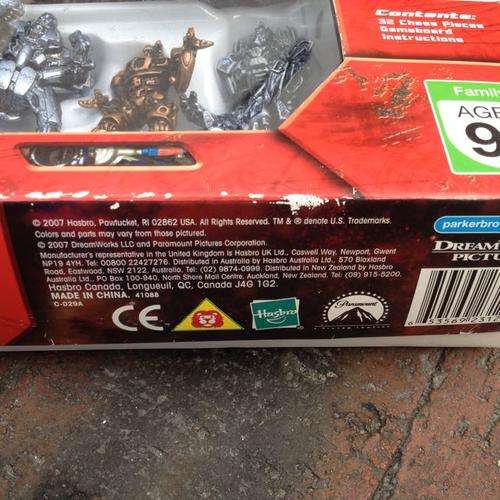 Contents:
32 Chess Pieces
Gameboard
Instructions
Family
AGE
9
© 2007 Hasbro, Pawtucket, RI 02862 USA. All Rights Reserved. TM & ® denote U.S. Trademarks.
Colors and parts may vary from those pictured.
© 2007 DreamWorks LLC and Paramount Pictures Corporation.
Manufacturer's representative in the United Kingdom is Hasbro UK Ltd., Caswell Way, Newport, Gwent
NP19 4YH. Tel: 00800 22427276. Distributed in Australia by Hasbro Australia Ltd., 570 Blaxland
Road, Eastwood, NSW 2122, Australia, Tel: (02) 9874-0999. Distributed in New Zealand by Hasbro
Australia Ltd., PO Box 100-940, North Shore Mail Centre, Auckland, New Zealand. Tel: (09) 915-5200.
Hasbro Canada, Longueuil, QC, Canada J4G 1G2.
MADE IN CHINA. 41088
C-029A
parkerbro
DREAM
PICTU
CE
Hasbro
Paramount